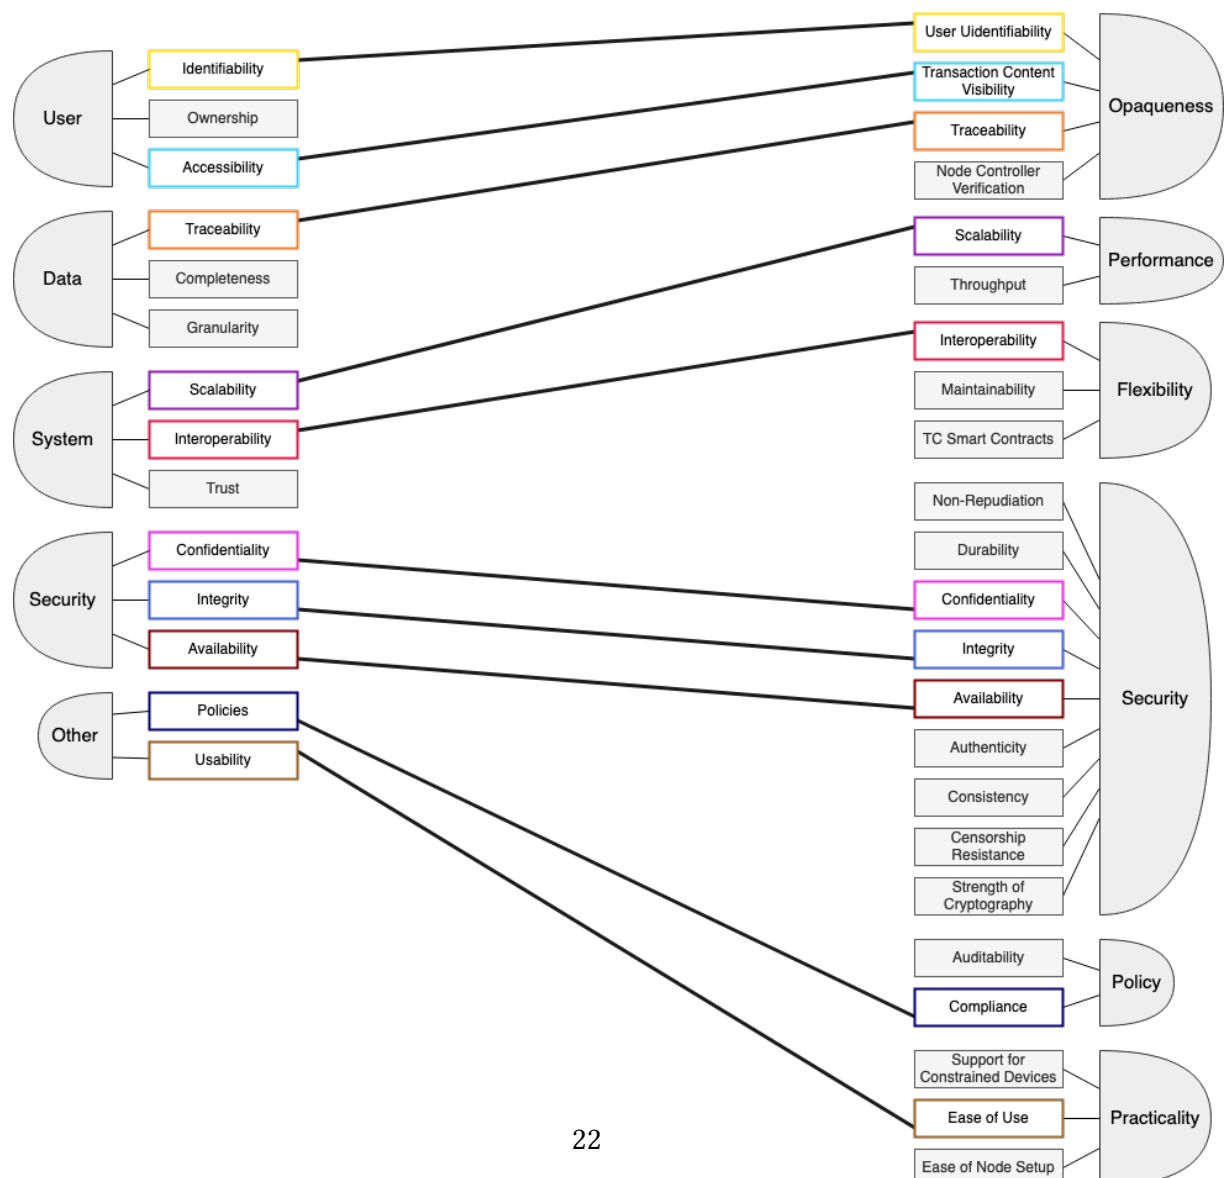 User
Identifiability
Ownership
Accessibility
Data
Traceability
Completeness
Granularity
System
Scalability
Interoperability
Trust
Security
Confidentiality
Integrity
Availability
Other
Policies
Usability
User Uidentifiability
Transaction Content
Visibility
Traceability
Node Controller
Verification
Opaqueness
Scalability
Throughput
Performance
Interoperability
Maintainability
TC Smart Contracts
Flexibility
Non-Repudiation
Durability
Confidentiality
Integrity
Availability
Authenticity
Consistency
Censorship
Resistance
Strength of
Cryptography
Security
Auditability
Compliance
Policy
Support for
Constrained Devices
Ease of Use
Ease of Node Setup
Practicality
22